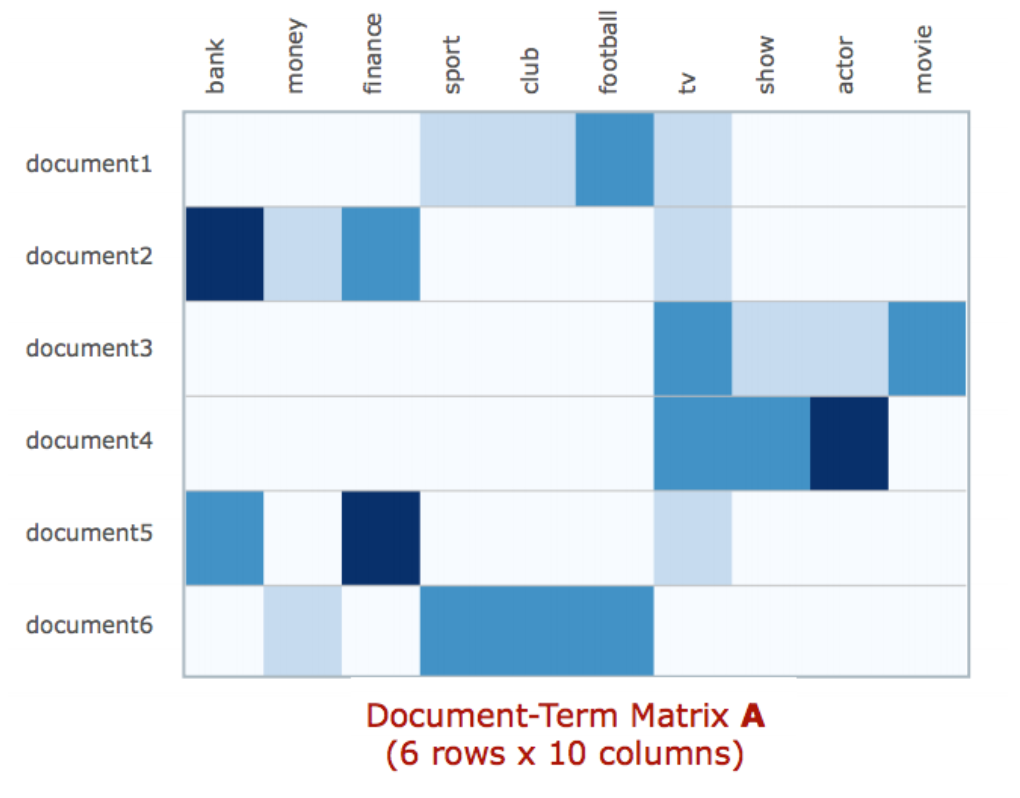 bank
money
finance
sport
club
football
tv
show
actor
movie
document1
document2
document3
document4
document5
document6
Document-Term Matrix A
(6 rows x 10 columns)